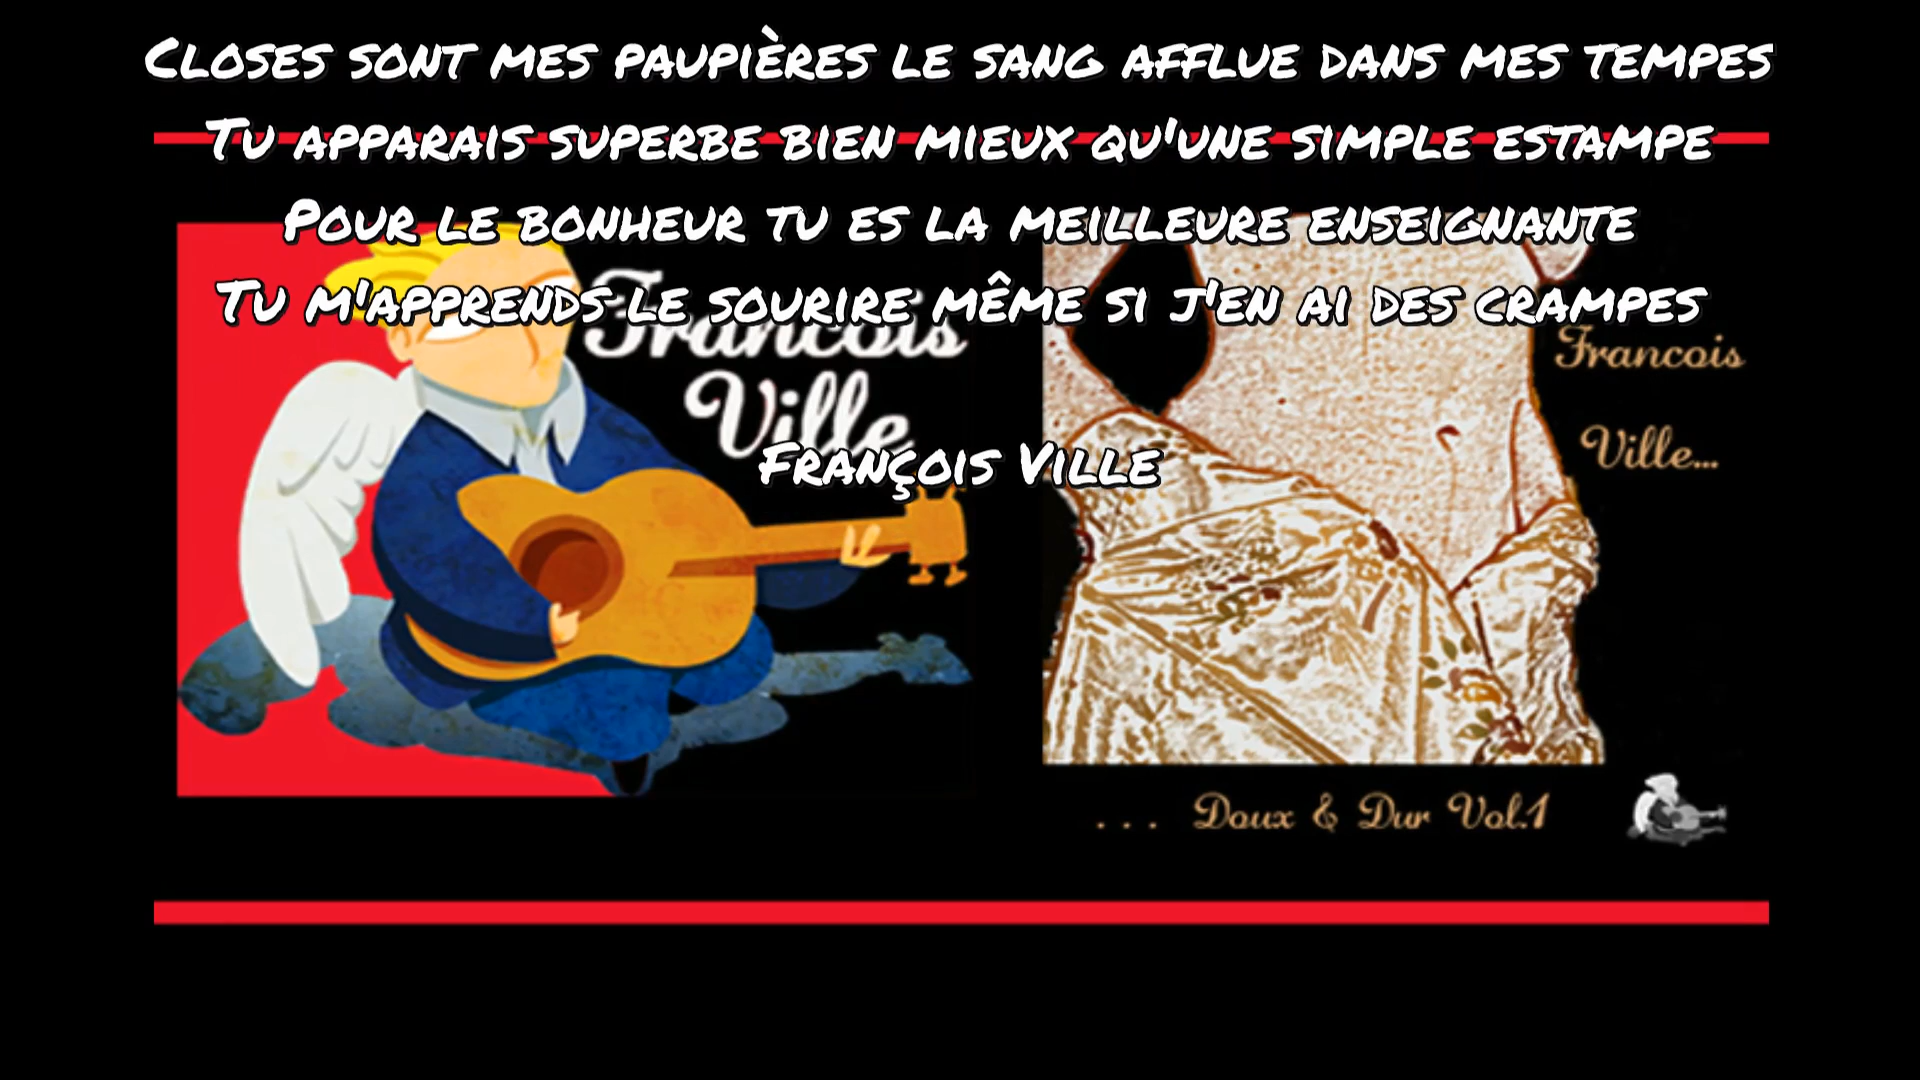 Closes sont mes paupières le sang afflue dans mes tempes
Tu apparais superbe bien mieux qu'une simple estampe
Pour le bonheur tu es la meilleure enseignante
Tu m'apprends le sourire même si j'en ai des crampes
Francois
Ville
François Ville
Francois
Ville...
... Doux & Dur Vol.1